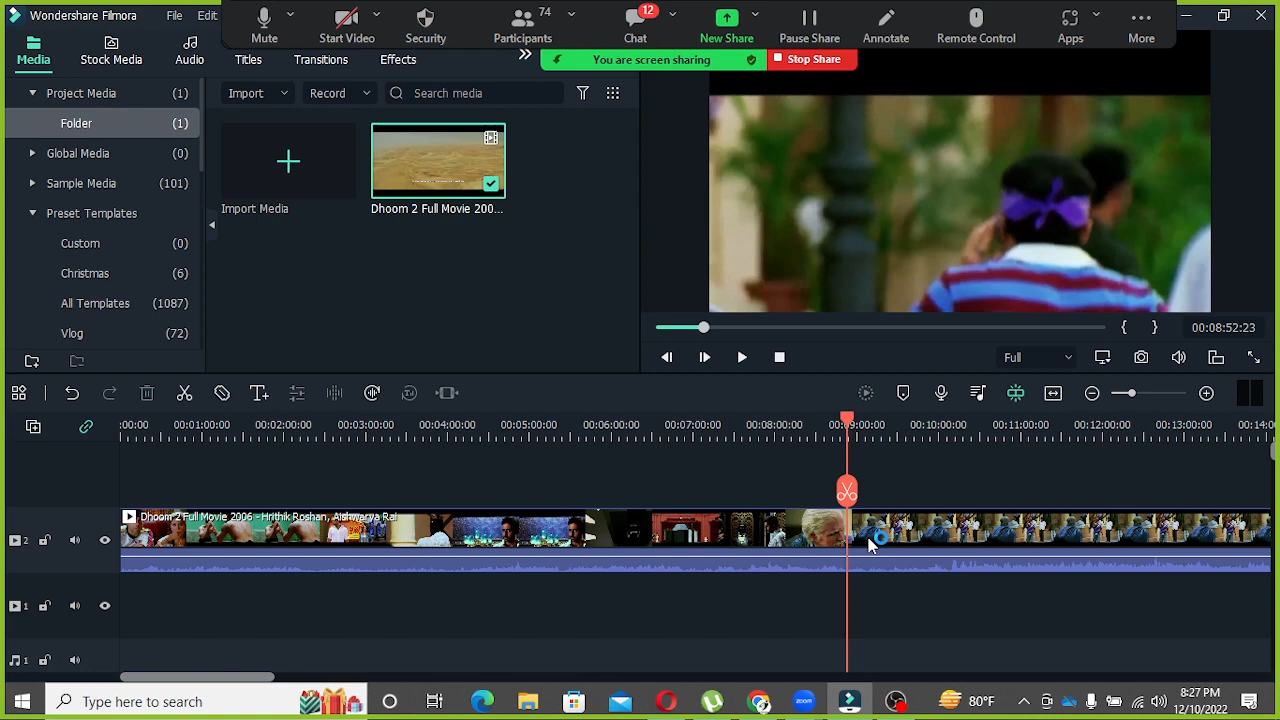 Wondershare Filmora
File
Edit
Mute
Start Video
Security
74
Participants
12
Chat
New Share
Pause Share
Annotate
Remote Control
Apps
More
You are screen sharing
Stop Share
Media
Stock Media
Audio
Titles
Transitions
Effects
Project Media (1)
Folder (1)
Global Media (0)
Sample Media (101)
Preset Templates
Custom (0)
Christmas (6)
All Templates (1087)
Vlog (72)
Import
Record
Search media
Import Media
Dhoom 2 Full Movie 200...
00:08:52:23
Full
:00:00 00:01:00:00 00:02:00:00 00:03:00:00 00:04:00:00 00:05:00:00 00:06:00:00 00:07:00:00 00:08:00:00 00:09:00:00 00:10:00:00 00:11:00:00 00:12:00:00 00:13:00:00 00:14:0
Dhoom 2 Full Movie 2006 - Hrithik Roshan, Aishwarya Rai
2
1
1
Type here to search
zoom
80°F
8:27 PM
12/10/2022